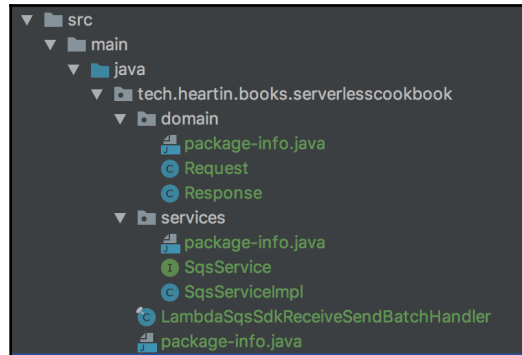 src
main
java
tech.heartin.books.serverlesscookbook
domain
package-info.java
Request
Response
services
package-info.java
SqsService
SqsServiceImpl
LambdaSqsSdkReceiveSendBatchHandler
package-info.java